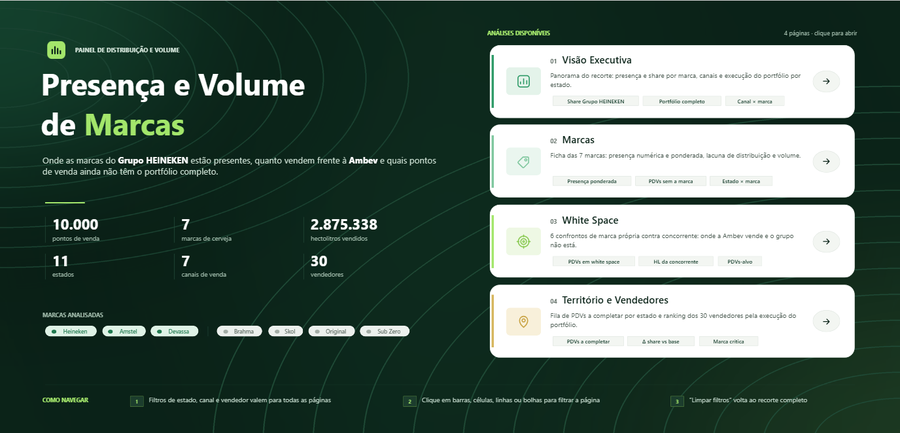 PAINEL DE DISTRIBUIÇÃO E VOLUME
Presença e Volume
de Marcas
Onde as marcas do Grupo HEINEKEN estão presentes, quanto vendem frente à Ambev e quais pontos
de venda ainda não têm o portfólio completo.
10.000
pontos de venda
7
marcas de cerveja
2.875.338
hectolitros vendidos
11
estados
7
canais de venda
30
vendedores
MARCAS ANALISADAS
Heineken
Amstel
Devassa
Brahma
Skol
Original
Sub Zero
ANÁLISES DISPONÍVEIS
4 páginas · clique para abrir
01 Visão Executiva
Panorama do recorte: presença e share por marca, canais e execução do portfólio por
estado.
Share Grupo HEINEKEN
Portfólio completo
Canal × marca
02 Marcas
Ficha das 7 marcas: presença numérica e ponderada, lacuna de distribuição e volume.
Presença ponderada
PDVs sem a marca
Estado × marca
03 White Space
6 confrontos de marca própria contra concorrente: onde a Ambev vende e o grupo
não está.
PDVs em white space
HL da concorrente
PDVs-alvo
04 Território e Vendedores
Fila de PDVs a completar por estado e ranking dos 30 vendedores pela execução do
portfólio.
PDVs a completar
Δ share vs base
Marca crítica
COMO NAVEGAR
1 Filtros de estado, canal e vendedor valem para todas as páginas
2 Clique em barras, células, linhas ou bolhas para filtrar a página
3 "Limpar filtros" volta ao recorte completo